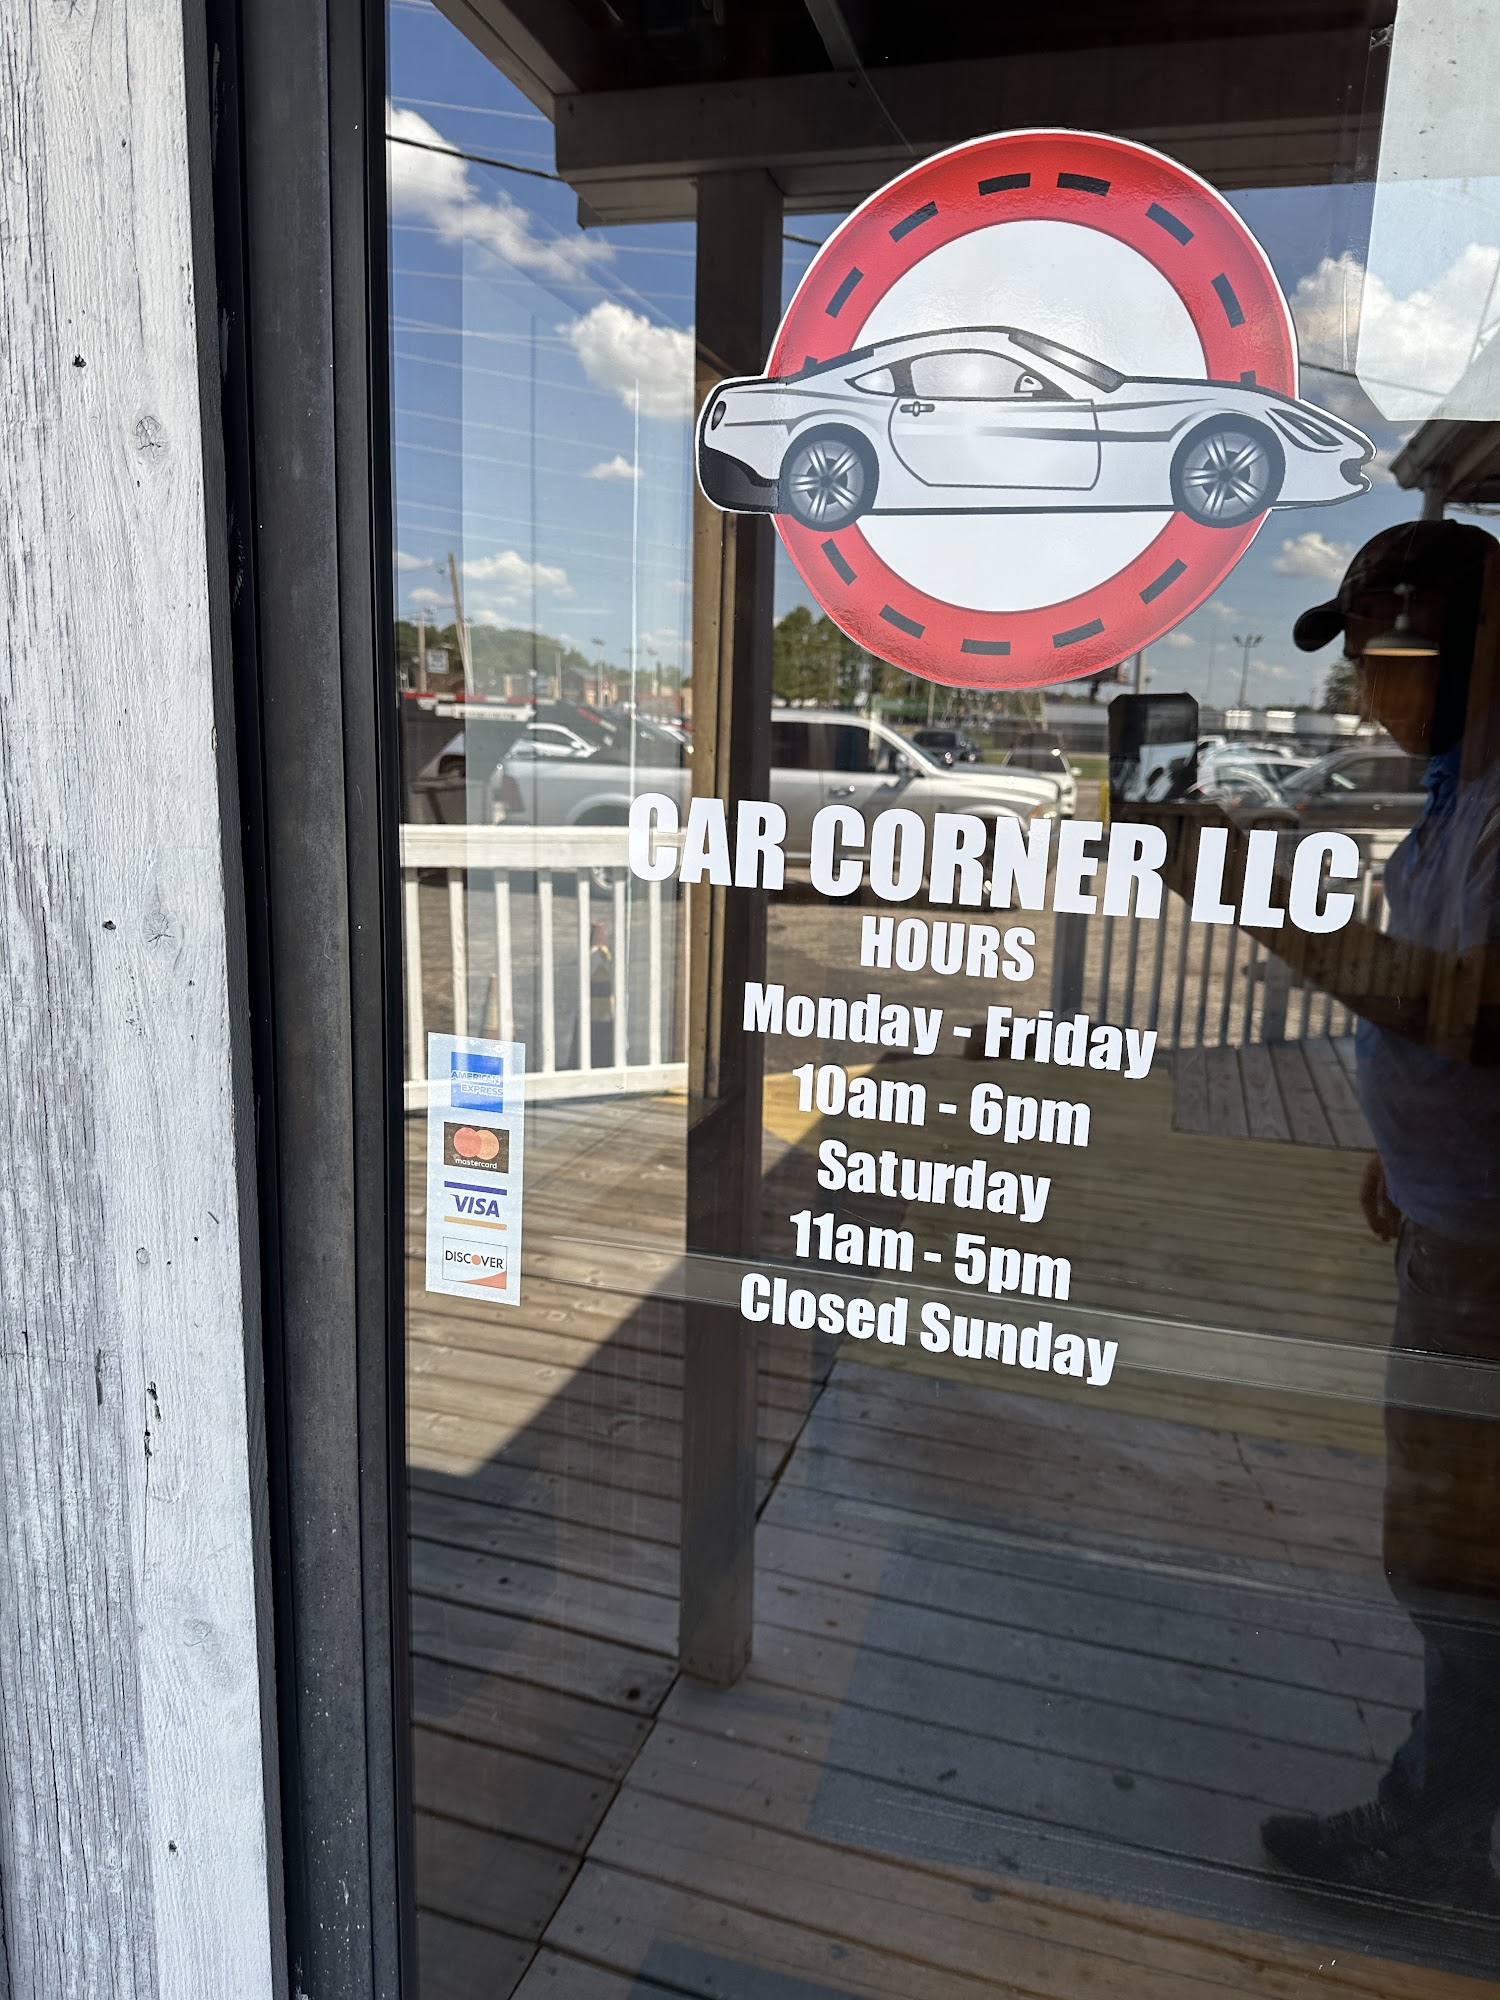 CAR CORNER LLC
HOURS
Monday - Friday
10am - 6pm
Saturday
11am - 5pm
Closed Sunday
AMERICAN
EXPRESS
mastercard
VISA
DISCOVER